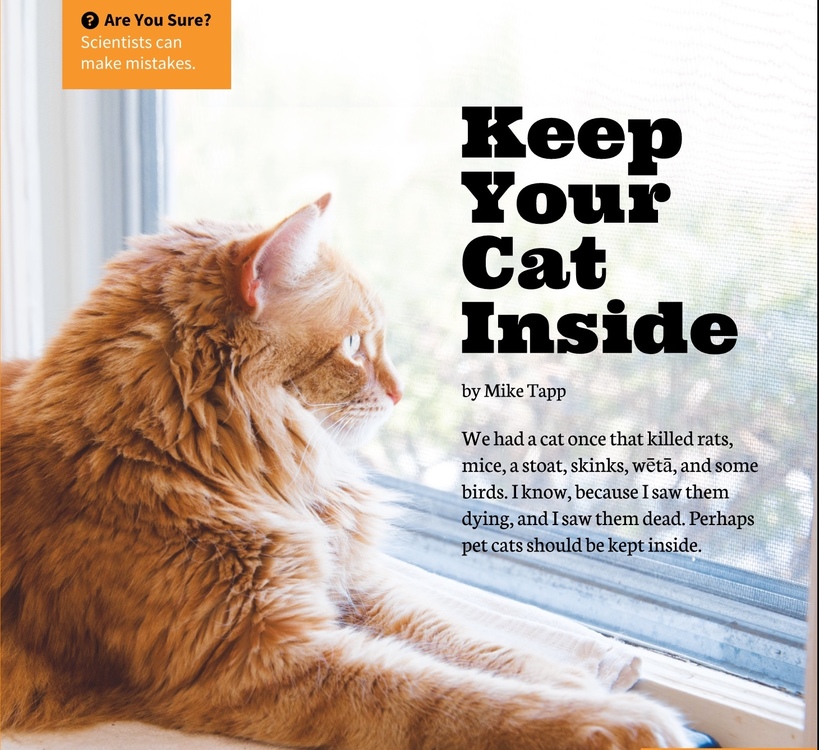 Are You Sure?
Scientists can
make mistakes.
Keep
Your
Cat
Inside
by Mike Tapp
We had a cat once that killed rats,
mice, a stoat, skinks, wētā, and some
birds. I know, because I saw them
dying, and I saw them dead. Perhaps
pet cats should be kept inside.